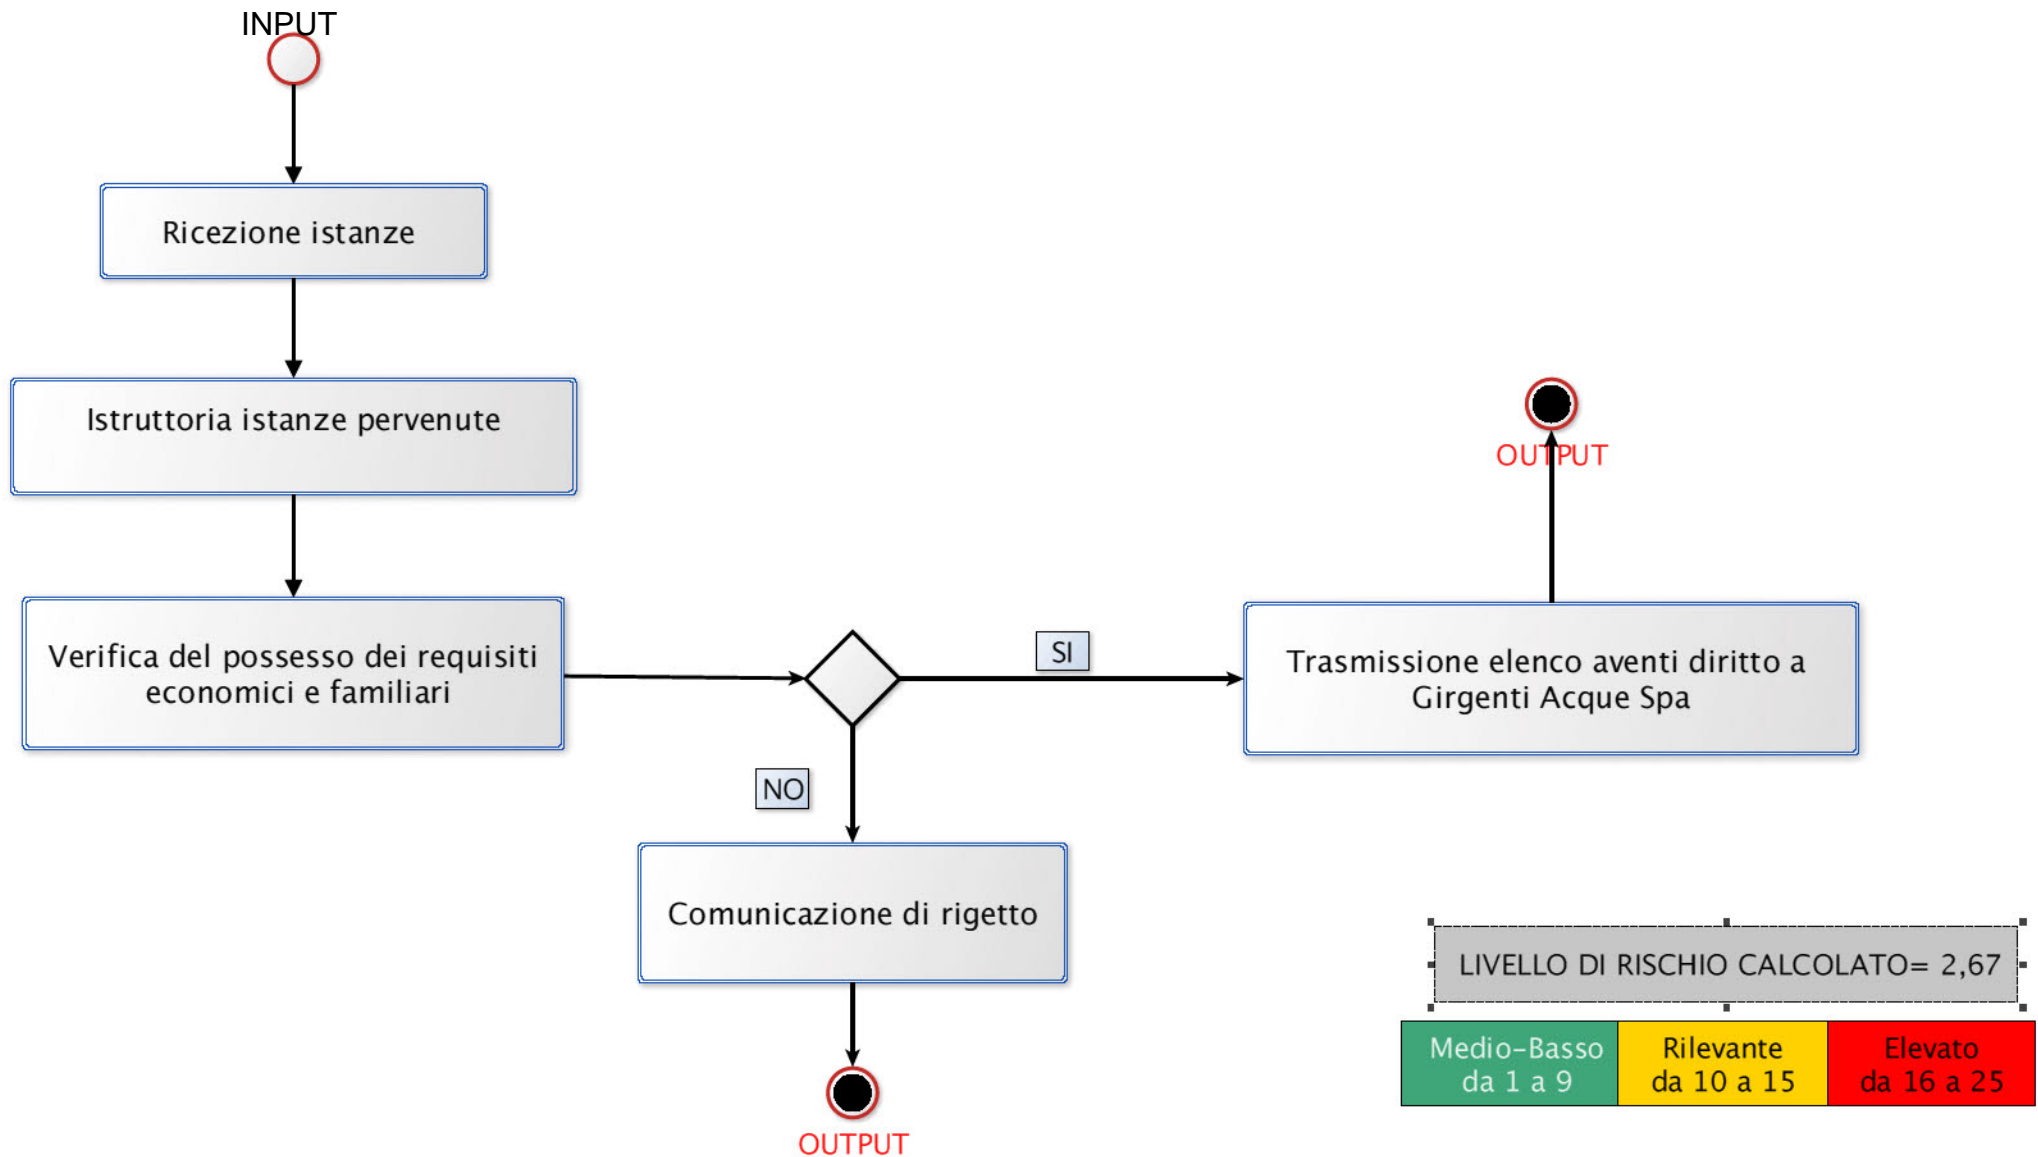 INPUT
Ricezione istanze
Istruttoria istanze pervenute
Verifica del possesso dei requisiti
economici e familiari
SI
NO
Trasmissione elenco aventi diritto a
Girgenti Acque Spa
OUTPUT
Comunicazione di rigetto
OUTPUT
LIVELLO DI RISCHIO CALCOLATO= 2,67
Medio-Basso
da 1 a 9
Rilevante
da 10 a 15
Elevato
da 16 a 25